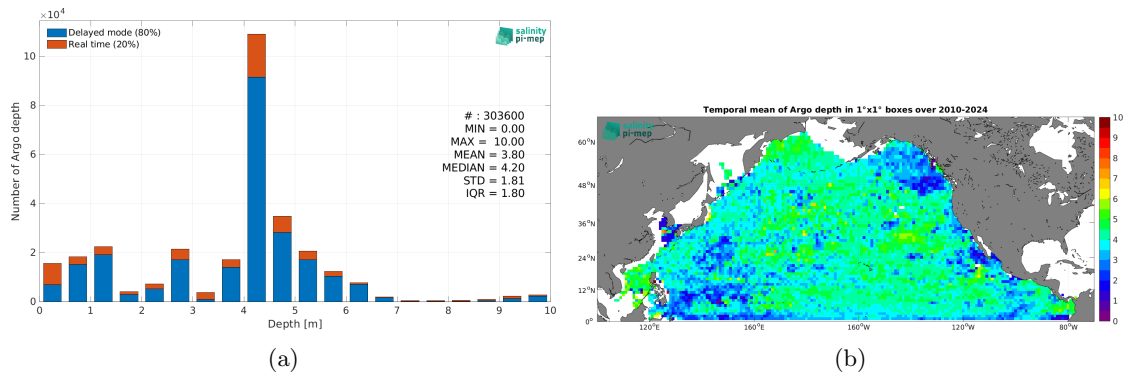 ×10⁴
Delayed mode (80%)
Real time (20%)
salinity
pi-mep
10
8
6
4
2
0
Number of Argo depth
# : 303600
MIN = 0.00
MAX = 10.00
MEAN = 3.80
MEDIAN = 4.20
STD = 1.81
IQR = 1.80
0 1 2 3 4 5 6 7 8 9 10
Depth [m]
(a)
Temporal mean of Argo depth in 1°x1° boxes over 2010-2024
salinity
pi-mep
60°N
48°N
36°N
24°N
12°N
0°
120°E 160°E 160°W 120°W 80°W
10
9
8
7
6
5
4
3
2
1
0
(b)